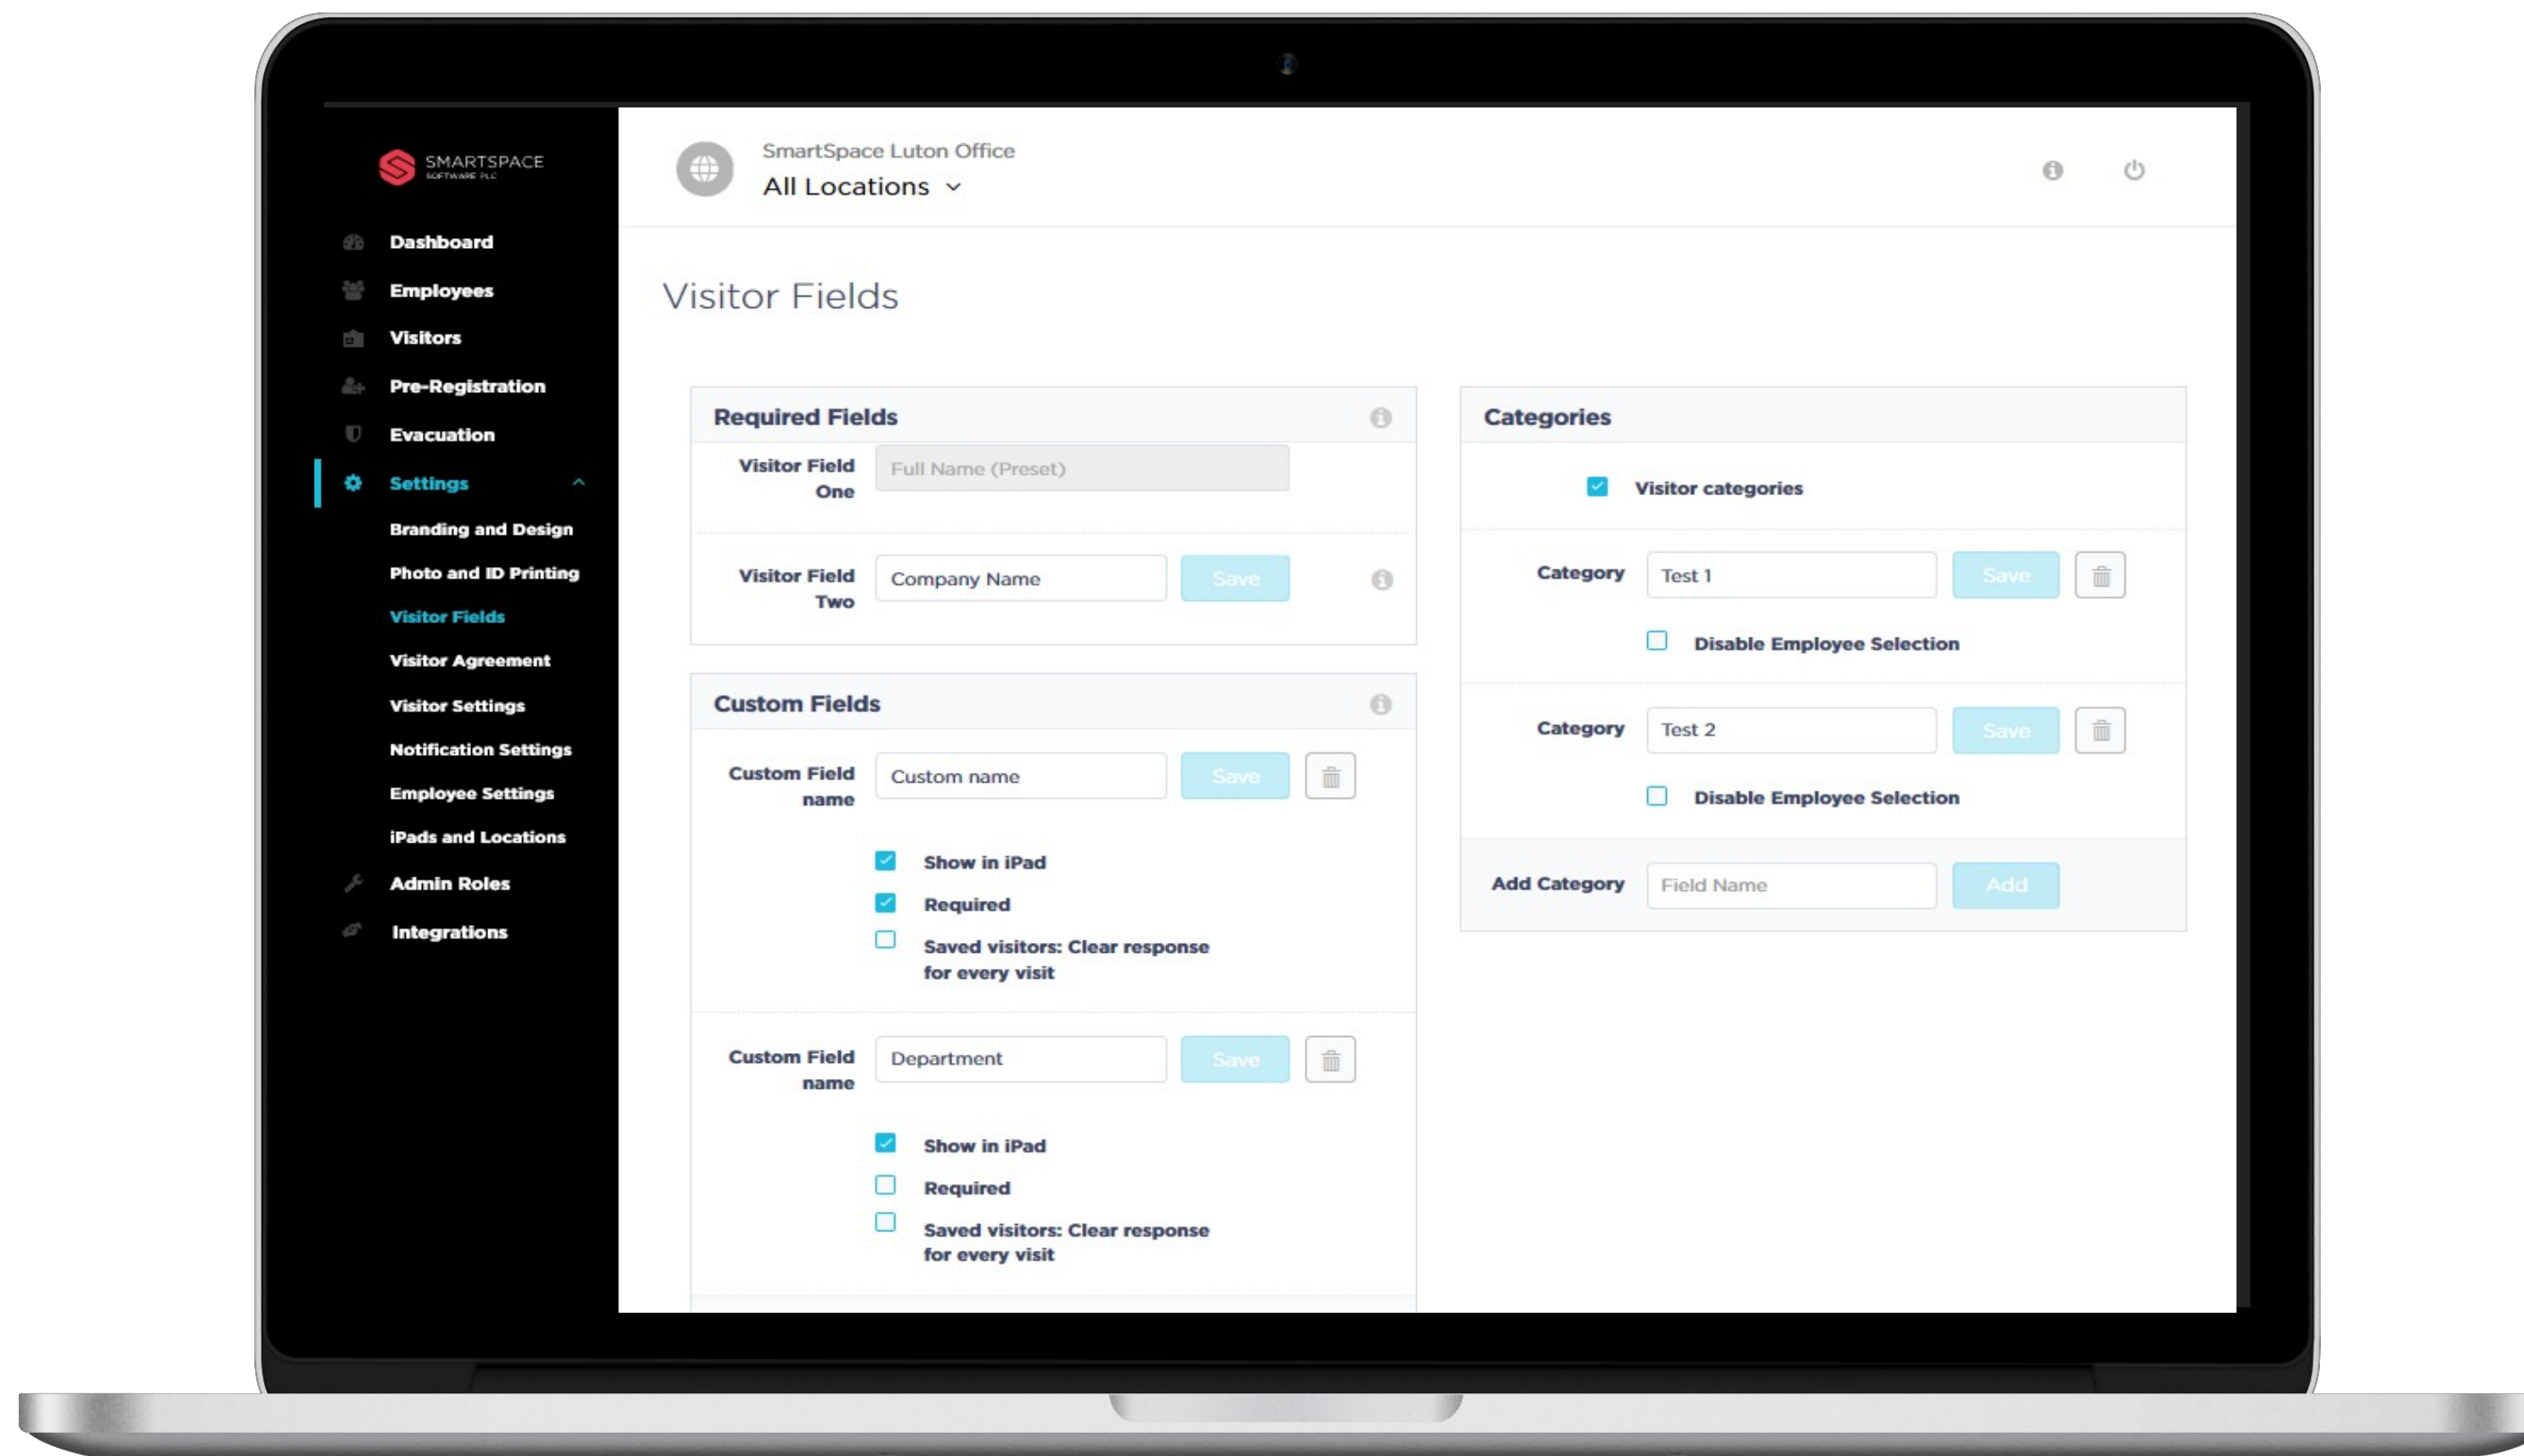 SMARTSPACE
SOFTWARE PLC
Dashboard
Employees
Visitors
Pre-Registration
Evacuation
Settings
Branding and Design
Photo and ID Printing
Visitor Fields
Visitor Agreement
Visitor Settings
Notification Settings
Employee Settings
iPads and Locations
Admin Roles
Integrations
SmartSpace Luton Office
All Locations
Visitor Fields
Required Fields
Visitor Field
One
Full Name (Preset)
Visitor Field
Two
Company Name
Save
Custom Fields
Custom Field
name
Custom name
Save
Show in iPad
Required
Saved visitors: Clear response
for every visit
Custom Field
name
Department
Save
Show in iPad
Required
Saved visitors: Clear response
for every visit
Categories
Visitor categories
Category
Test 1
Save
Disable Employee Selection
Category
Test 2
Save
Disable Employee Selection
Add Category
Field Name
Add